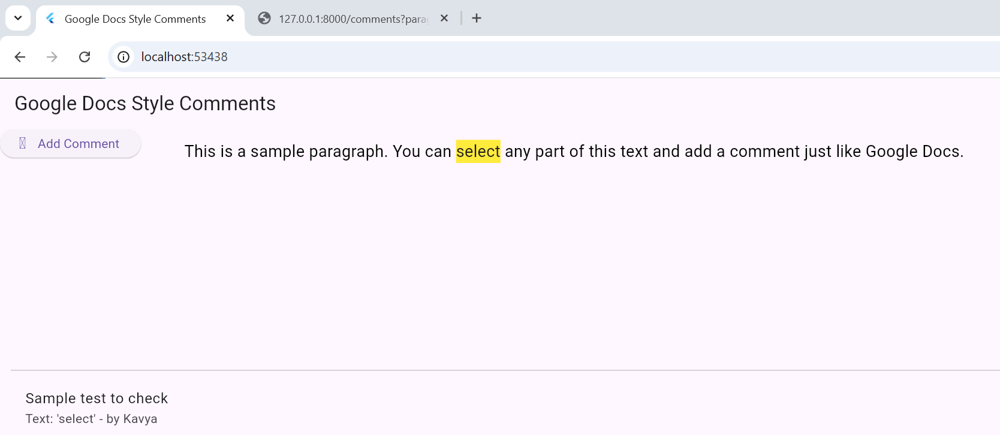 Google Docs Style Comments
127.0.0.1:8000/comments?para
localhost:53438
Google Docs Style Comments
Add Comment
This is a sample paragraph. You can select any part of this text and add a comment just like Google Docs.
Sample test to check
Text: 'select' - by Kavya